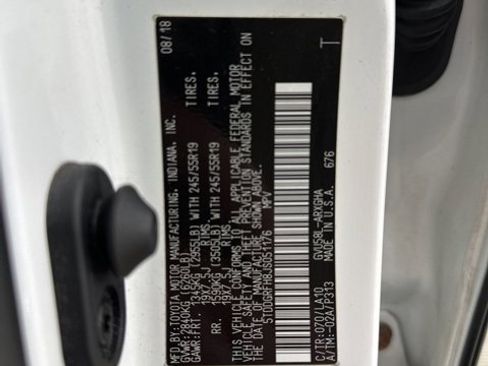 MFD.BY:TOYOTA MOTOR MANUFACTURING, INDIANA, INC. 08/18
GVWR:2840KG (6260LB)
GAWR:FRT. 1345KG (2955LB) WITH 245/55R19 TIRES,
19X7.5J RIMS,
RR. 1590KG (3505LB) WITH 245/55R19 TIRES,
19X7.5J RIMS,
THIS VEHICLE CONFORMS TO ALL APPLICABLE FEDERAL MOTOR
VEHICLE SAFETY AND THEFT PREVENTION STANDARDS IN EFFECT ON
THE DATE OF MANUFACTURE SHOWN ABOVE.
MPV
T
676
C/TR:070/LA10 GVU58L-ARXGHA
A/TM:-02A/P313 MADE IN U.S.A.